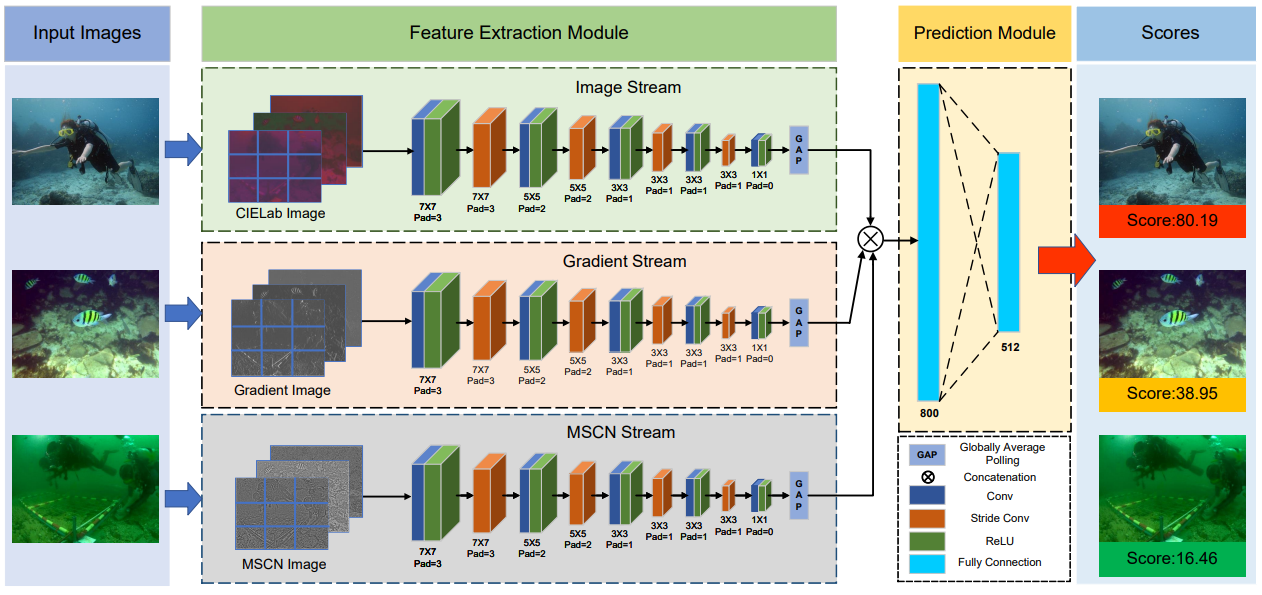 Input Images
Feature Extraction Module
Prediction Module
Scores
Image Stream
CIELab Image
7X7
Pad=3
7X7
Pad=3
5X5
Pad=2
5X5
Pad=2
3X3
Pad=1
3X3
Pad=1
3X3
Pad=1
3X3
Pad=1
1X1
Pad=0
G
A
P
Gradient Stream
Gradient Image
7X7
Pad=3
7X7
Pad=3
5X5
Pad=2
5X5
Pad=2
3X3
Pad=1
3X3
Pad=1
3X3
Pad=1
3X3
Pad=1
1X1
Pad=0
G
A
P
MSCN Stream
MSCN Image
7X7
Pad=3
7X7
Pad=3
5X5
Pad=2
5X5
Pad=2
3X3
Pad=1
3X3
Pad=1
3X3
Pad=1
3X3
Pad=1
1X1
Pad=0
G
A
P
800
512
GAP
Globally Average
Polling
Concatenation
Conv
Stride Conv
ReLU
Fully Connection
Score:80.19
Score:38.95
Score:16.46